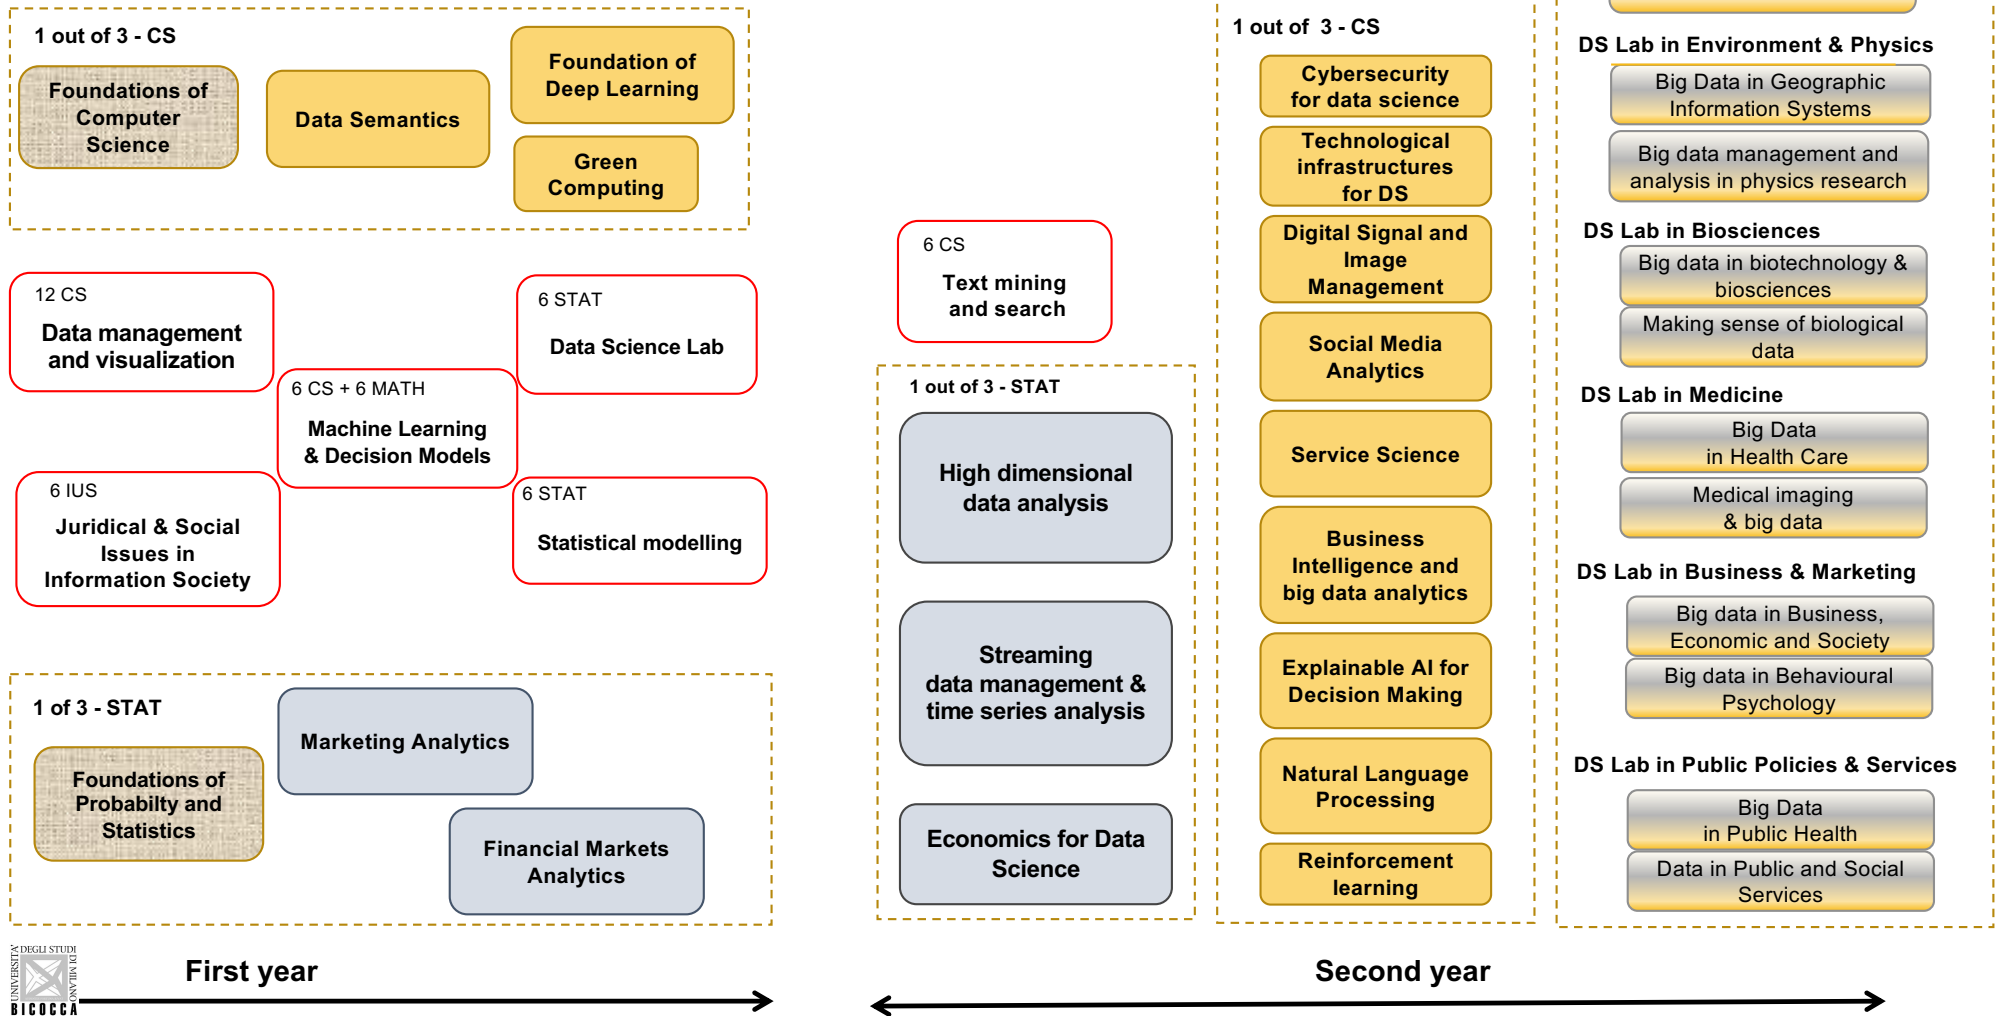 1 out of 3 - CS
Foundations of
Computer
Science
Data Semantics
Foundation of
Deep Learning
Green
Computing
12 CS
Data management
and visualization
6 STAT
Data Science Lab
6 CS + 6 MATH
Machine Learning
& Decision Models
6 IUS
Juridical & Social
Issues in
Information Society
6 STAT
Statistical modelling
1 of 3 - STAT
Foundations of
Probabilty and
Statistics
Marketing Analytics
Financial Markets
Analytics
6 CS
Text mining
and search
1 out of 3 - STAT
High dimensional
data analysis
Streaming
data management &
time series analysis
Economics for Data
Science
1 out of 3 - CS
Cybersecurity
for data science
Technological
infrastructures
for DS
Digital Signal and
Image
Management
Social Media
Analytics
Service Science
Business
Intelligence and
big data analytics
Explainable AI for
Decision Making
Natural Language
Processing
Reinforcement
learning
DS Lab in Environment & Physics
Big Data in Geographic
Information Systems
Big data management and
analysis in physics research
DS Lab in Biosciences
Big data in biotechnology &
biosciences
Making sense of biological
data
DS Lab in Medicine
Big Data
in Health Care
Medical imaging
& big data
DS Lab in Business & Marketing
Big data in Business,
Economic and Society
Big data in Behavioural
Psychology
DS Lab in Public Policies & Services
Big Data
in Public Health
Data in Public and Social
Services
UNIVERSITA' DEGLI STUDI DI MILANO
BICOCCA
First year
Second year